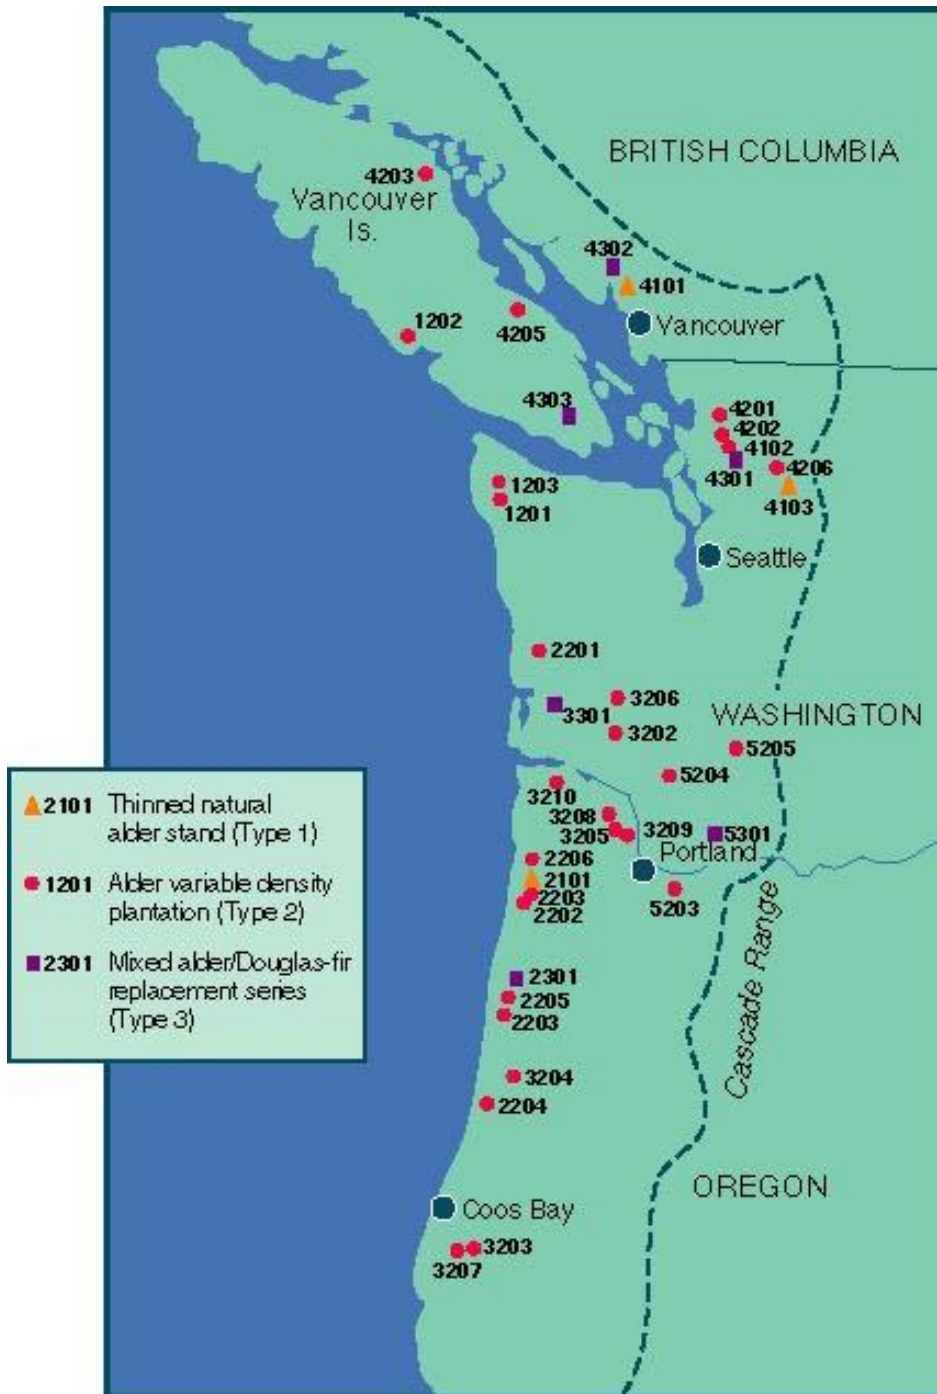 BRITISH COLUMBIA
4203
Vancouver
Is.
4302
4101
1202
4205
Vancouver
4303
4201
4202
4102
4301
4206
4103
1203
1201
Seattle
2201
3206
3301
WASHINGTON
3202
5205
5204
3210
3208
3205
3209
5301
Portland
2206
2101
2203
2202
5203
Cascade Range
2301
2205
2203
3204
2204
OREGON
Coos Bay
3203
3207
2101 Thinned natural
alder stand (Type 1)
1201 Alder variable density
plantation (Type 2)
2301 Mixed alder/Douglas-fir
replacement series
(Type 3)